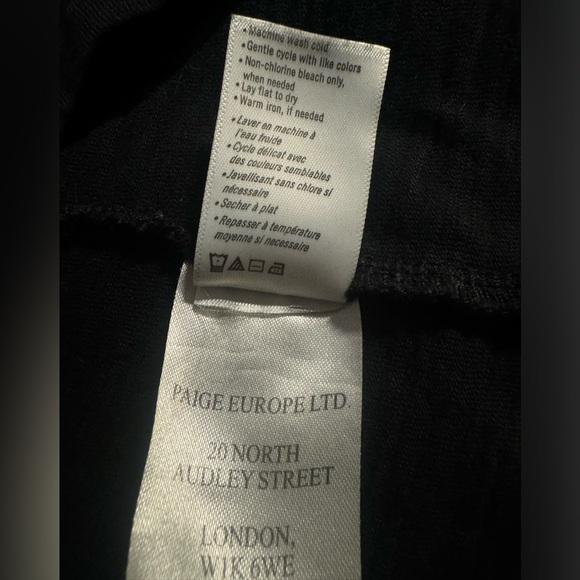 • Machine wash cold
• Gentle cycle with like colors
• Non-chlorine bleach only,
when needed
• Lay flat to dry
• Warm iron, if needed
• Laver en machine à
l'eau froide
• Cycle délicat avec
des couleurs semblables
• Javellisant sans chlore si
nécessaire
• Secher à plat
• Repasser à température
moyenne si necessaire
PAIGE EUROPE LTD.
20 NORTH
AUDLEY STREET
LONDON,
W1K 6WE